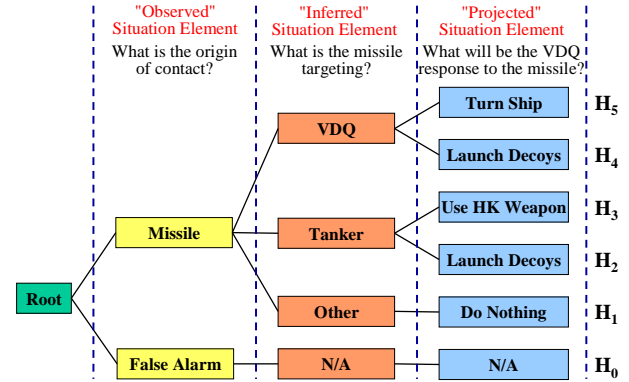 "Observed"
Situation Element
What is the origin
of contact?
"Inferred"
Situation Element
What is the missile
targeting?
"Projected"
Situation Element
What will be the VDQ
response to the missile?
Turn Ship
H5
VDQ
Launch Decoys
H4
Use HK Weapon
H3
Missile
Tanker
Launch Decoys
H2
Root
Other
Do Nothing
H1
False Alarm
N/A
N/A
H0